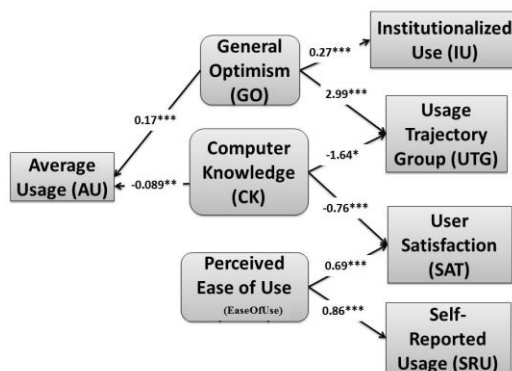 General
Optimism
(GO)
0.27***
Institutionalized
Use (IU)
2.99***
0.17***
Usage
Trajectory
Group (UTG)
Computer
Knowledge
(CK)
-1.64*
Average
Usage (AU)
-0.089**
-0.76***
User
Satisfaction
(SAT)
Perceived
Ease of Use
(EaseOfUse)
0.69***
0.86***
Self-
Reported
Usage (SRU)